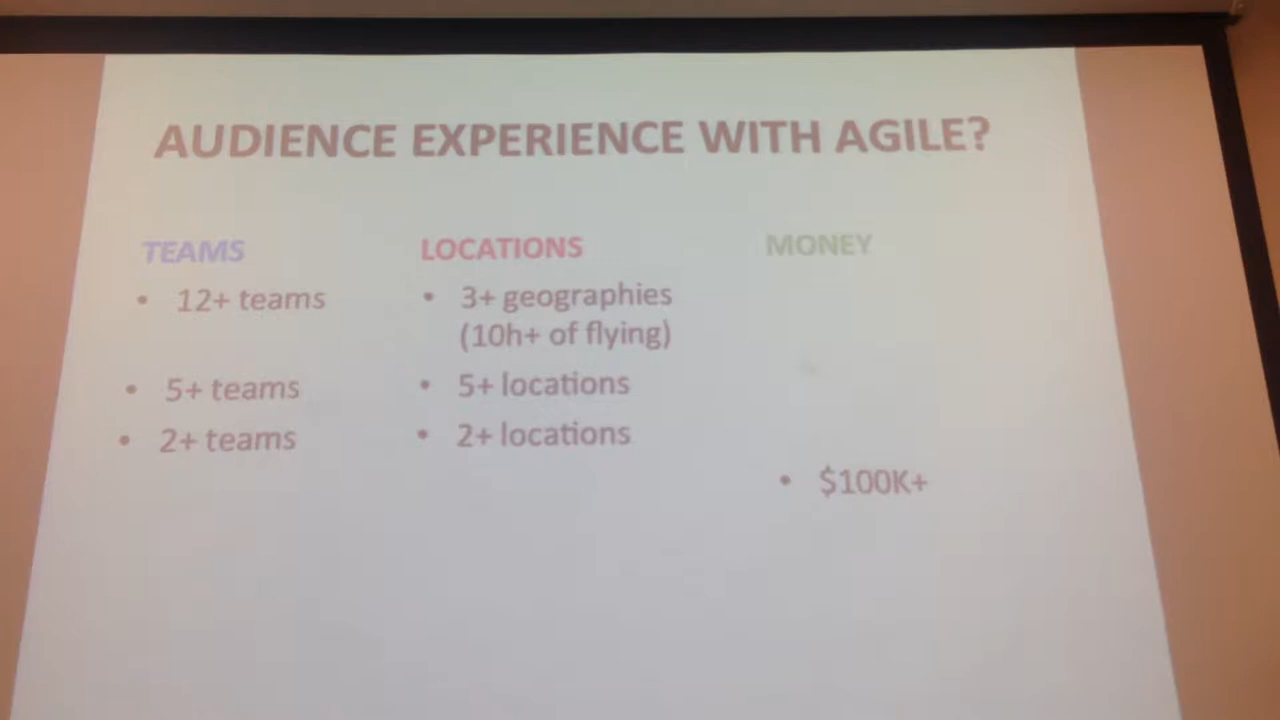 AUDIENCE EXPERIENCE WITH AGILE?
TEAMS
• 12+ teams
• 5+ teams
• 2+ teams
LOCATIONS
• 3+ geographies
(10h+ of flying)
• 5+ locations
• 2+ locations
MONEY
• $100K+